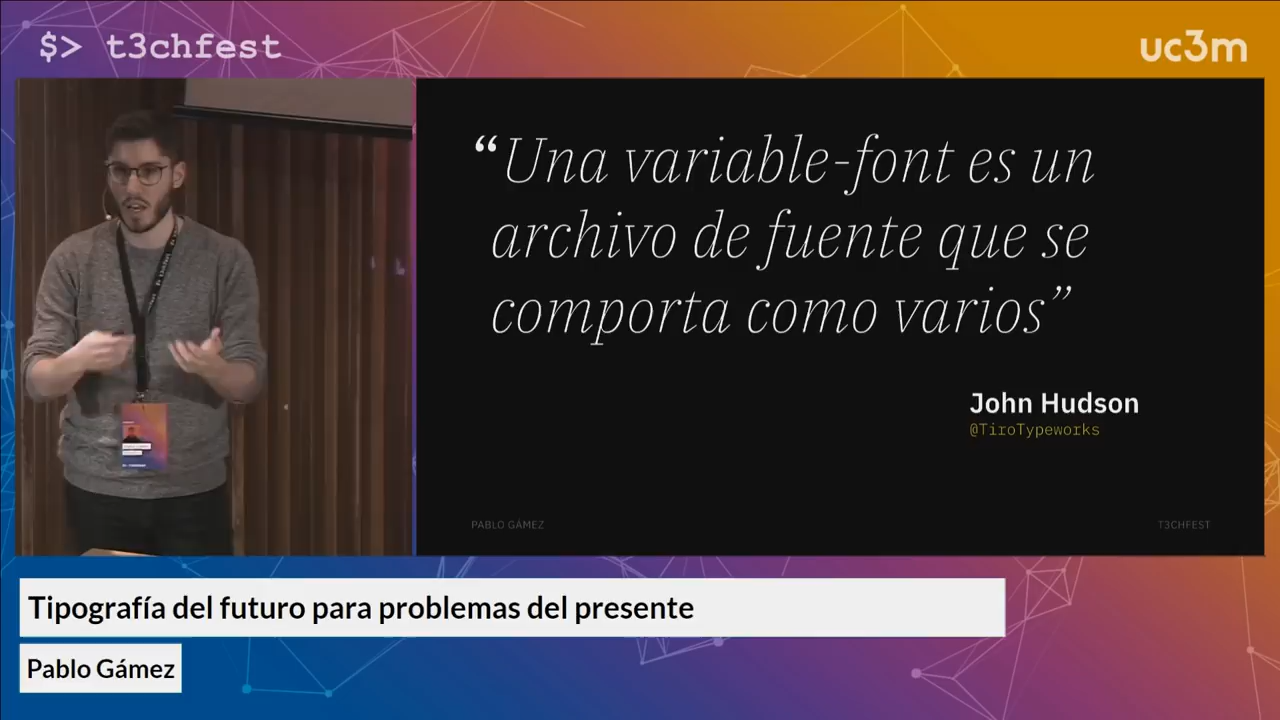 $> t3chfest
uc3m
“Una variable-font es un
archivo de fuente que se
comporta como varios”
John Hudson
@TiroTypeworks
PABLO GÁMEZ
T3CHFEST
Tipografía del futuro para problemas del presente
Pablo Gámez